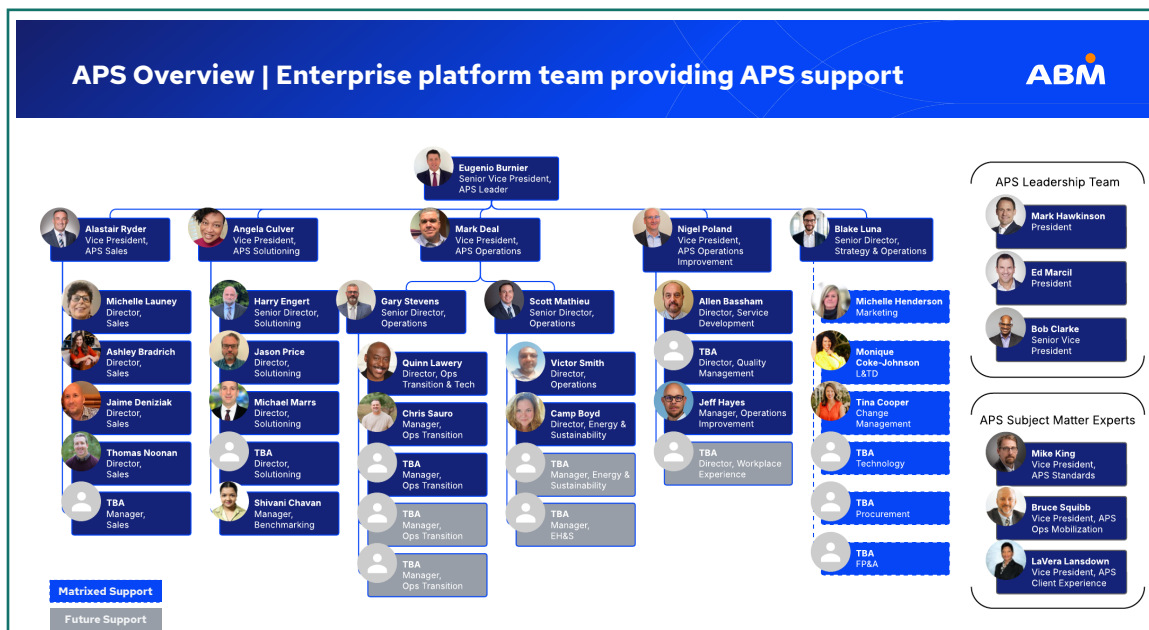 APS Overview | Enterprise platform team providing APS support
ABM
Eugenio Burnier
Senior Vice President,
APS Leader
Alastair Ryder
Vice President,
APS Sales
Angela Culver
Vice President,
APS Solutioning
Mark Deal
Vice President,
APS Operations
Nigel Poland
Vice President,
APS Operations
Improvement
Blake Luna
Senior Director,
Strategy & Operations
Michelle Launey
Director,
Sales
Ashley Bradrich
Director,
Sales
Jaime Deniziak
Director,
Sales
Thomas Noonan
Director,
Sales
TBA
Manager,
Sales
Harry Engert
Senior Director,
Solutioning
Jason Price
Director,
Solutioning
Michael Marrs
Director,
Solutioning
TBA
Director,
Solutioning
Shivani Chavan
Manager,
Benchmarking
Gary Stevens
Senior Director,
Operations
Quinn Lawery
Director, Ops
Transition & Tech
Chris Sauro
Manager,
Ops Transition
TBA
Manager,
Ops Transition
TBA
Manager,
Ops Transition
TBA
Manager,
Ops Transition
Scott Mathieu
Senior Director,
Operations
Victor Smith
Director,
Operations
Camp Boyd
Director, Energy &
Sustainability
TBA
Manager, Energy &
Sustainability
TBA
Manager,
EH&S
Allen Bassham
Director, Service
Development
TBA
Director, Quality
Management
Jeff Hayes
Manager, Operations
Improvement
TBA
Director, Workplace
Experience
Michelle Henderson
Marketing
Monique
Coke-Johnson
L&TD
Tina Cooper
Change
Management
TBA
Technology
TBA
Procurement
TBA
FP&A
APS Leadership Team
Mark Hawkinson
President
Ed Marcil
President
Bob Clarke
Senior Vice
President
APS Subject Matter Experts
Mike King
Vice President,
APS Standards
Bruce Squibb
Vice President, APS
Ops Mobilization
LaVera Lansdown
Vice President, APS
Client Experience
Matrixed Support
Future Support